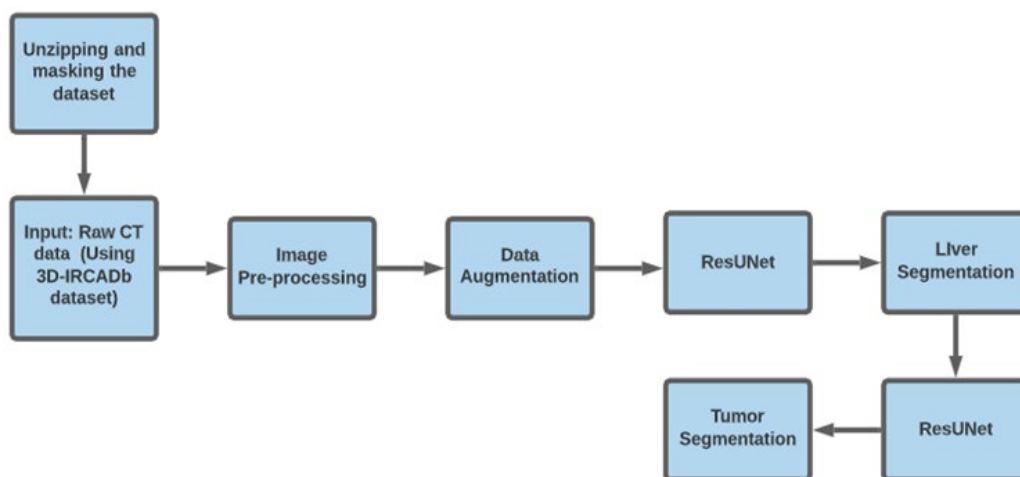 Unzipping and
masking the
dataset
Input: Raw CT
data (Using
3D-IRCADb
dataset)
Image
Pre-processing
Data
Augmentation
ResUNet
LIver
Segmentation
ResUNet
Tumor
Segmentation